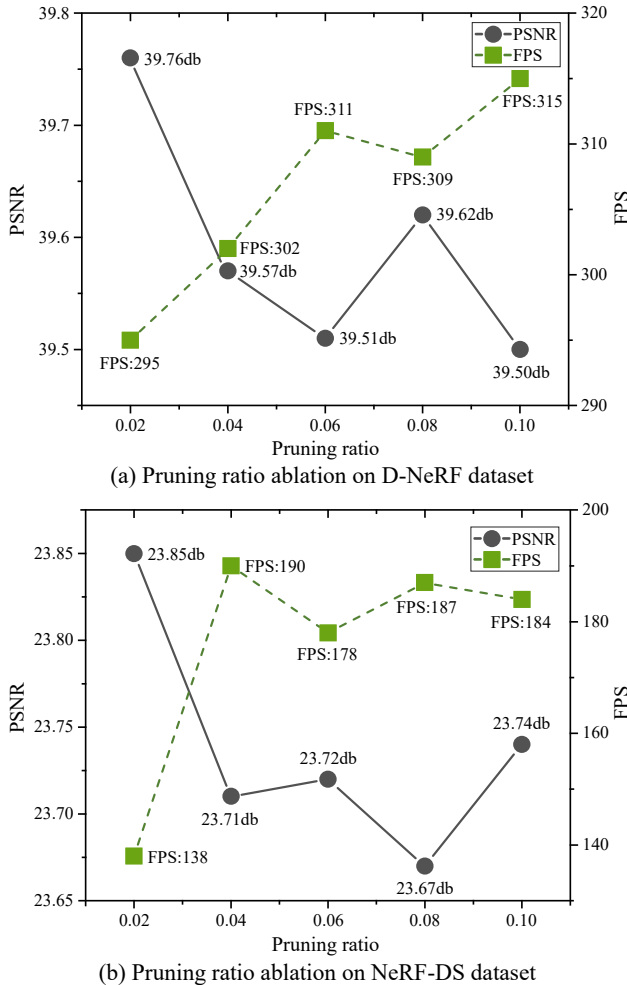 39.8
320
PSNR
FPS
39.76db
FPS:311
FPS:315
39.7
310
FPS:309
PSNR
FPS
39.62db
39.6
FPS:302
300
39.57db
39.51db
39.5
FPS:295
39.50db
290
0.02 0.04 0.06 0.08 0.10
Pruning ratio
(a) Pruning ratio ablation on D-NeRF dataset
200
PSNR
FPS
23.85
23.85db
FPS:190
FPS:187
FPS:184
180
23.80
FPS:178
PSNR
FPS
23.75
23.74db
160
23.72db
23.71db
23.70
FPS:138
140
23.67db
23.65
0.02 0.04 0.06 0.08 0.10
Pruning ratio
(b) Pruning ratio ablation on NeRF-DS dataset